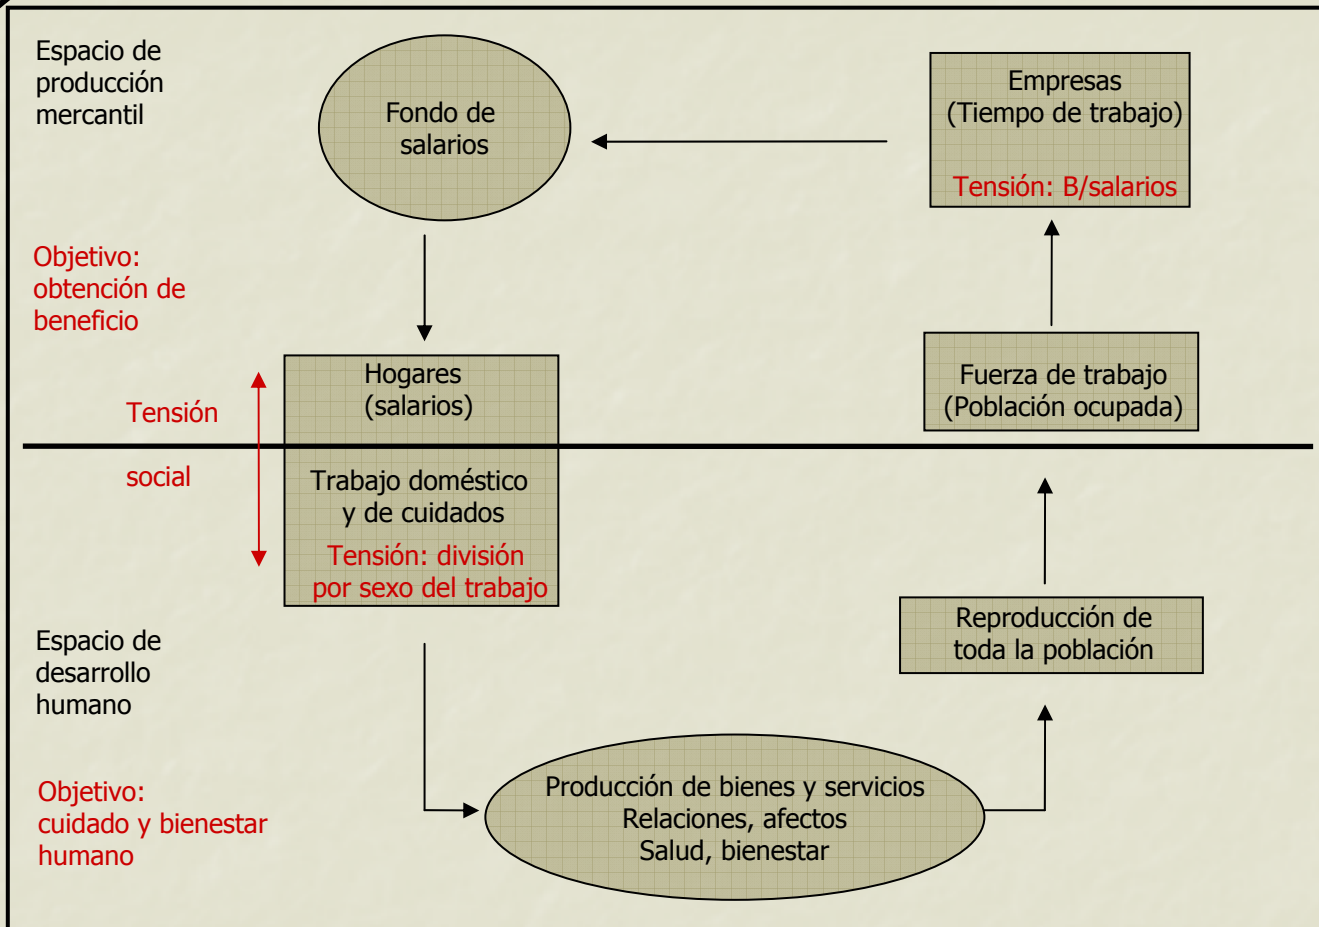 Espacio de
producción
mercantil
Fondo de
salarios
Empresas
(Tiempo de trabajo)
Tensión: B/salarios
Objetivo:
obtención de
beneficio
Hogares
(salarios)
Fuerza de trabajo
(Población ocupada)
Tensión
social
Trabajo doméstico
y de cuidados
Tensión: división
por sexo del trabajo
Reproducción de
toda la población
Espacio de
desarrollo
humano
Producción de bienes y servicios
Relaciones, afectos
Salud, bienestar
Objetivo:
cuidado y bienestar
humano